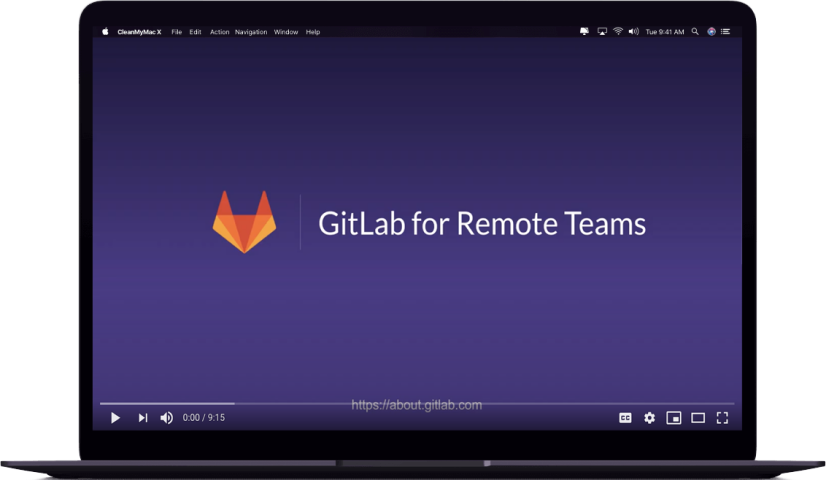 CleanMyMac X File Edit Action Navigation Window Help Tue 9:41 AM
GitLab for Remote Teams
https://about.gitlab.com
0:00 / 9:15 CC